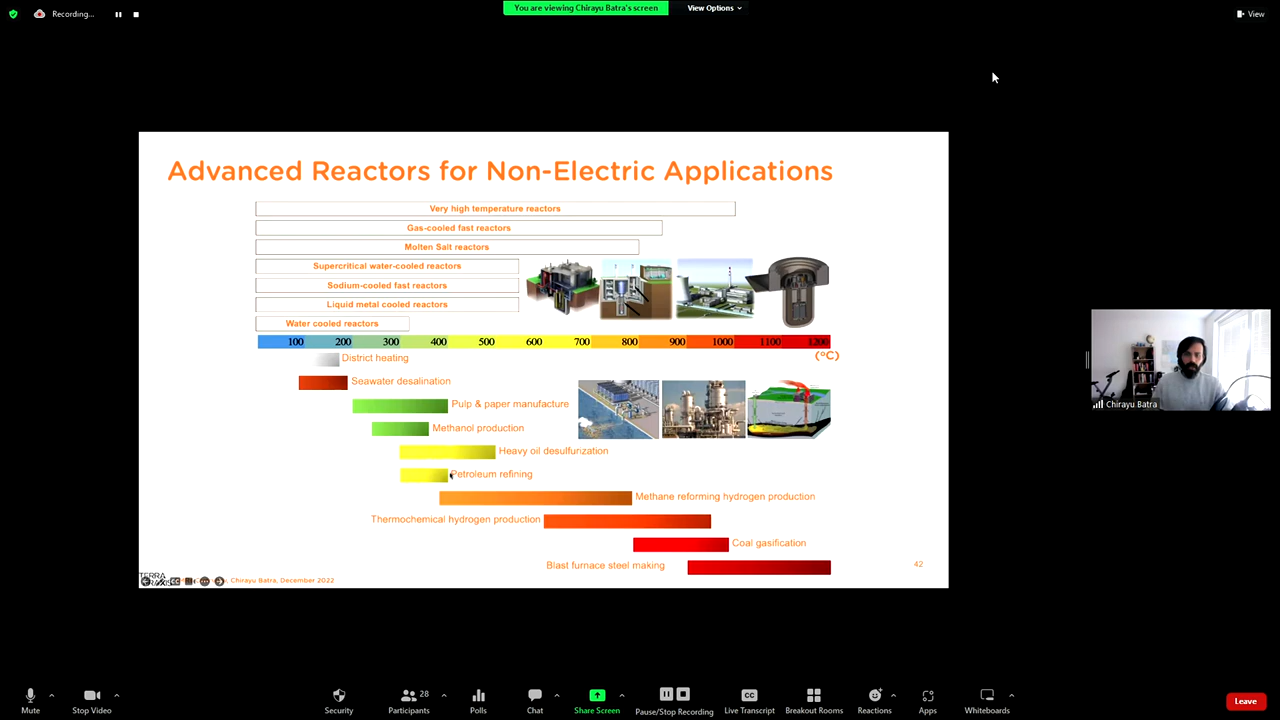 Recording...
You are viewing Chirayu Batra's screen
View Options
View
Advanced Reactors for Non-Electric Applications
Very high temperature reactors
Gas-cooled fast reactors
Molten Salt reactors
Supercritical water-cooled reactors
Sodium-cooled fast reactors
Liquid metal cooled reactors
Water cooled reactors
100 200 300 400 500 600 700 800 900 1000 1100 1200
(°C)
District heating
Seawater desalination
Pulp & paper manufacture
Methanol production
Heavy oil desulfurization
Petroleum refining
Methane reforming hydrogen production
Thermochemical hydrogen production
Coal gasification
Blast furnace steel making
TERRA
Chirayu Batra, December 2022
42
Chirayu Batra
Mute
Stop Video
Security
28
Participants
Polls
Chat
Share Screen
Pause/Stop Recording
CC
Live Transcript
Breakout Rooms
Reactions
Apps
Whiteboards
Leave